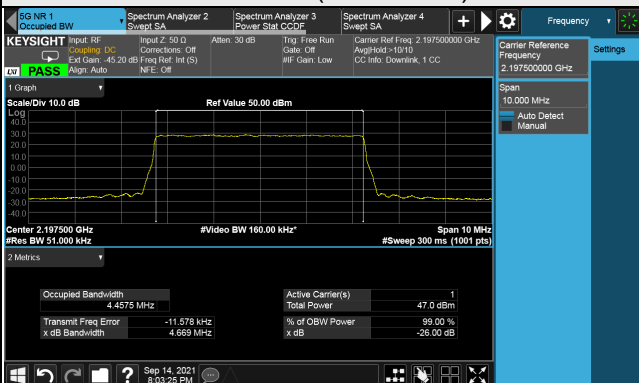 5G NR 1
Occupied BW
Spectrum Analyzer 2
Swept SA
Spectrum Analyzer 3
Power Stat CCDF
Spectrum Analyzer 4
Swept SA
Frequency
KEYSIGHT
Input: RF
Coupling: DC
Ext Gain: -45.20 dB
Align: Auto
Input Z: 50 Ω
Corrections: Off
Freq Ref: Int (S)
NFE: Off
Atten: 30 dB
Trig: Free Run
Gate: Off
#IF Gain: Low
Carrier Ref Freq: 2.197500000 GHz
Avg|Hold:>10/10
CC Info: Downlink, 1 CC
LXI
PASS
Carrier Reference
Frequency
2.197500000 GHz
Settings
Span
10.000 MHz
Auto Detect
Manual
1 Graph
Scale/Div 10.0 dB
Ref Value 50.00 dBm
Log
40.0
30.0
20.0
10.0
0.00
-10.0
-20.0
-30.0
-40.0
Center 2.197500 GHz
#Video BW 160.00 kHz*
Span 10 MHz
#Res BW 51.000 kHz
#Sweep 300 ms (1001 pts)
2 Metrics
Occupied Bandwidth
4.4575 MHz
Active Carrier(s) 1
Total Power 47.0 dBm
Transmit Freq Error -11.578 kHz
x dB Bandwidth 4.669 MHz
% of OBW Power 99.00 %
x dB -26.00 dB
?
Sep 14, 2021
8:03:25 PM